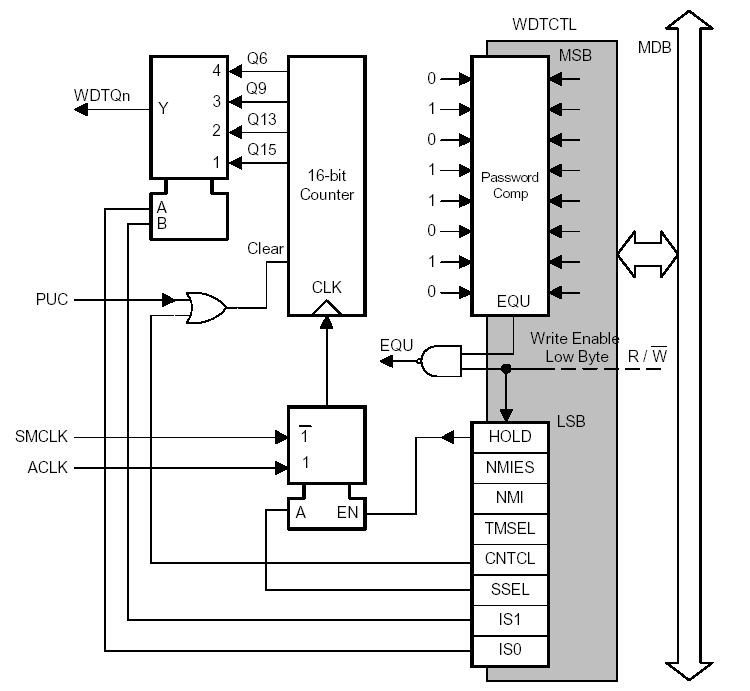 WDTCTL
MDB
MSB
Q6
4
0
WDTQn
Y
Q9
3
1
Q13
2
0
Q15
1
1
16-bit
Counter
Password
Comp
1
A
B
0
Clear
1
CLK
0
EQU
PUC
EQU
Write Enable
Low Byte
R / W̅
LSB
SMCLK
1̅
HOLD
ACLK
1
NMIES
NMI
A
EN
TMSEL
CNTCL
SSEL
IS1
IS0